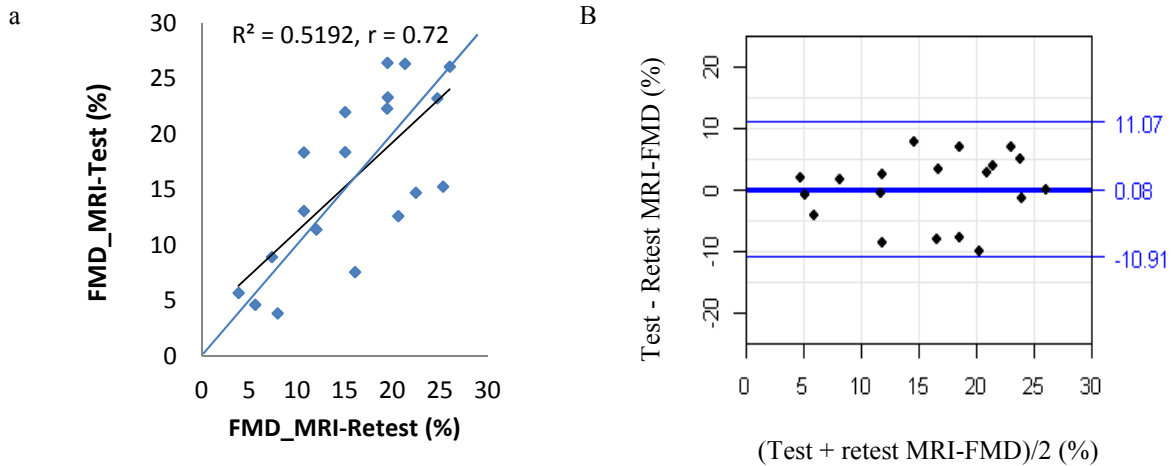 a
R² = 0.5192, r = 0.72
FMD_MRI-Test (%)
30
25
20
15
10
5
0
0 5 10 15 20 25 30
FMD_MRI-Retest (%)
B
Test - Retest MRI-FMD (%)
20
10
0
-10
-20
11.07
0.08
-10.91
0 5 10 15 20 25 30
(Test + retest MRI-FMD)/2 (%)